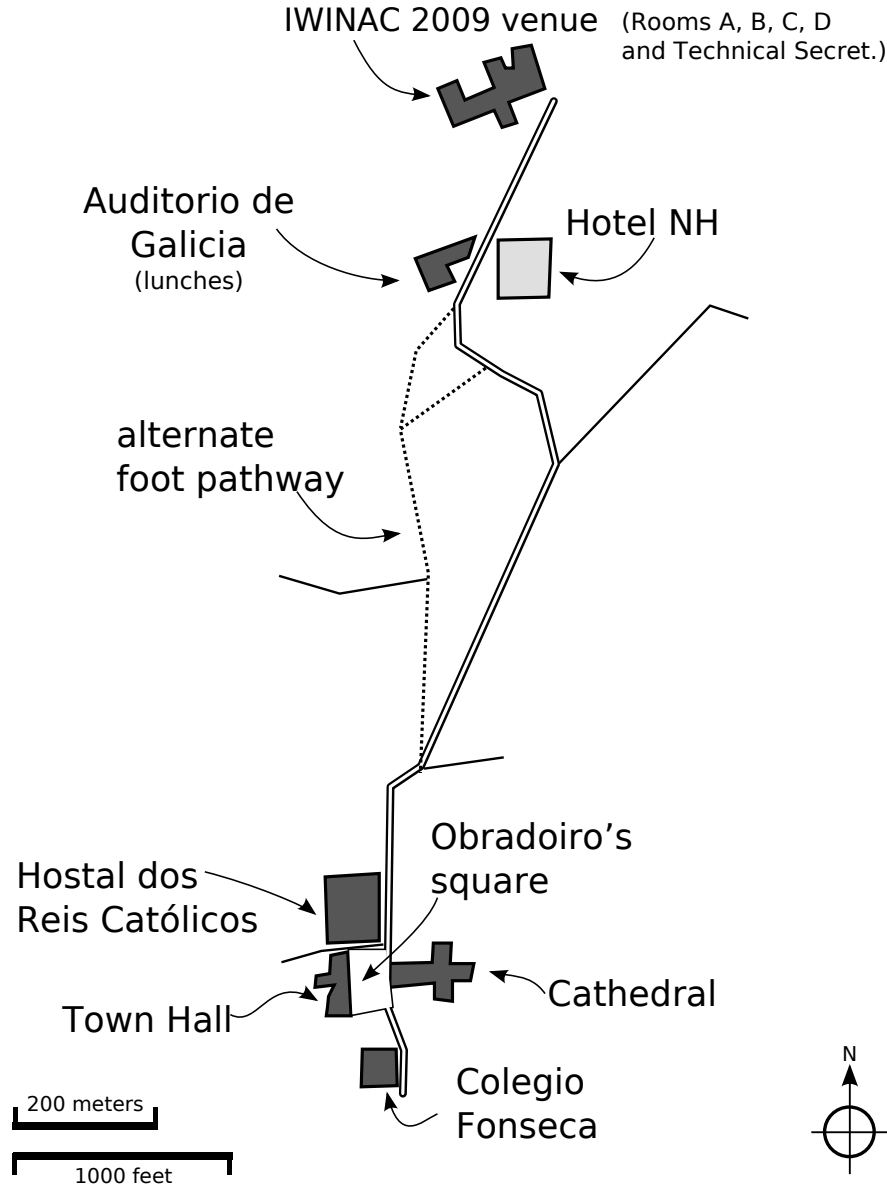 IWINAC 2009 venue
(Rooms A, B, C, D
and Technical Secret.)
Auditorio de
Galicia
(lunches)
Hotel NH
alternate
foot pathway
Obradoiro’s
square
Hostal dos
Reis Católicos
Cathedral
Town Hall
Colegio
Fonseca
N
200 meters
1000 feet